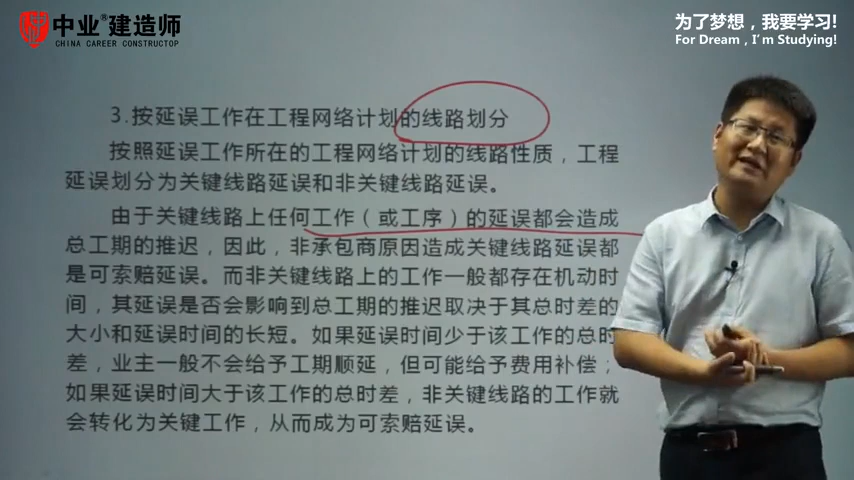 中业®建造师
CHINA CAREER CONSTRUCTOP
为了梦想，我要学习!
For Dream , I'm Studying!
3.按延误工作在工程网络计划的线路划分
按照延误工作所在的工程网络计划的线路性质，工程
延误划分为关键线路延误和非关键线路延误。
由于关键线路上任何工作（或工序）的延误都会造成
总工期的推迟，因此，非承包商原因造成关键线路延误都
是可索赔延误。而非关键线路上的工作一般都存在机动时
间，其延误是否会影响到总工期的推迟取决于其总时差的
大小和延误时间的长短。如果延误时间少于该工作的总时
差，业主一般不会给予工期顺延，但可能给予费用补偿；
如果延误时间大于该工作的总时差，非关键线路的工作就
会转化为关键工作，从而成为可索赔延误。